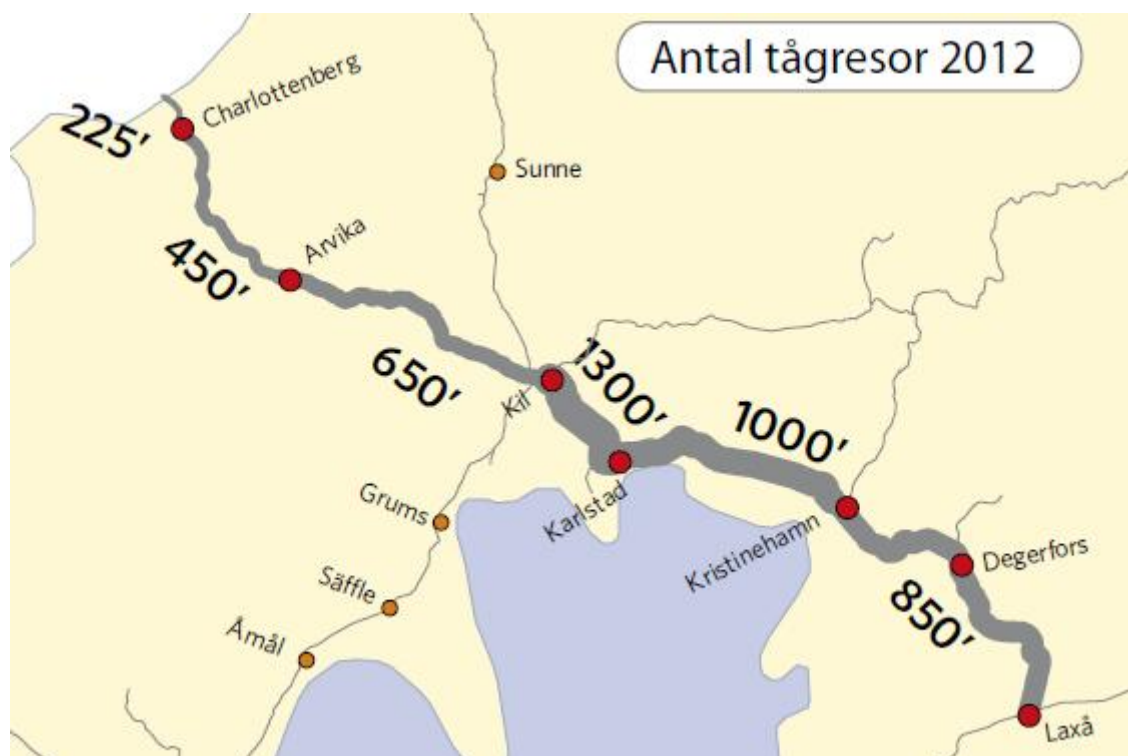 Antal tågresor 2012
Charlottenberg
225'
Sunne
Arvika
450'
650'
Kil
1300'
1000'
Karlstad
Grums
Kristinehamn
Degerfors
850'
Säffle
Åmål
Laxå